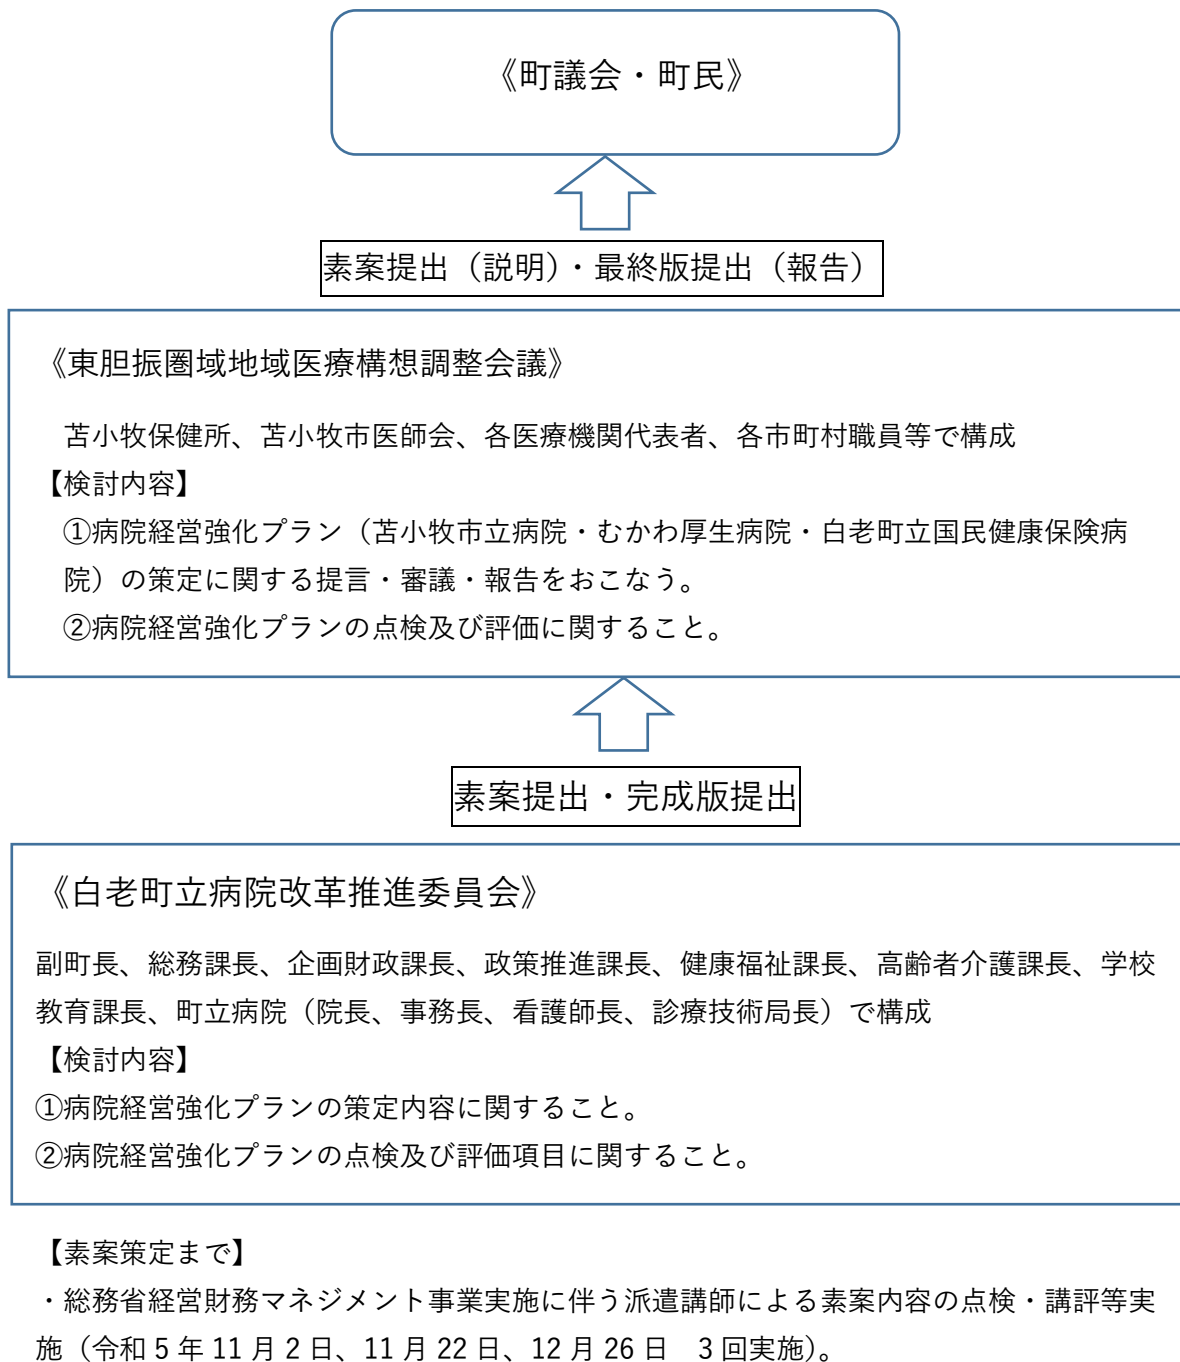 《町議会・町民》
素案提出（説明）・最終版提出（報告）
《東胆振圏域地域医療構想調整会議》
苫小牧保健所、苫小牧市医師会、各医療機関代表者、各市町村職員等で構成
【検討内容】
①病院経営強化プラン（苫小牧市立病院・むかわ厚生病院・白老町立国民健康保険病
院）の策定に関する提言・審議・報告をおこなう。
②病院経営強化プランの点検及び評価に関すること。
素案提出・完成版提出
《白老町立病院改革推進委員会》
副町長、総務課長、企画財政課長、政策推進課長、健康福祉課長、高齢者介護課長、学校
教育課長、町立病院（院長、事務長、看護師長、診療技術局長）で構成
【検討内容】
①病院経営強化プランの策定内容に関すること。
②病院経営強化プランの点検及び評価項目に関すること。
【素案策定まで】
・総務省経営財務マネジメント事業実施に伴う派遣講師による素案内容の点検・講評等実
施（令和 5 年 11 月 2 日、11 月 22 日、12 月 26 日　3 回実施）。